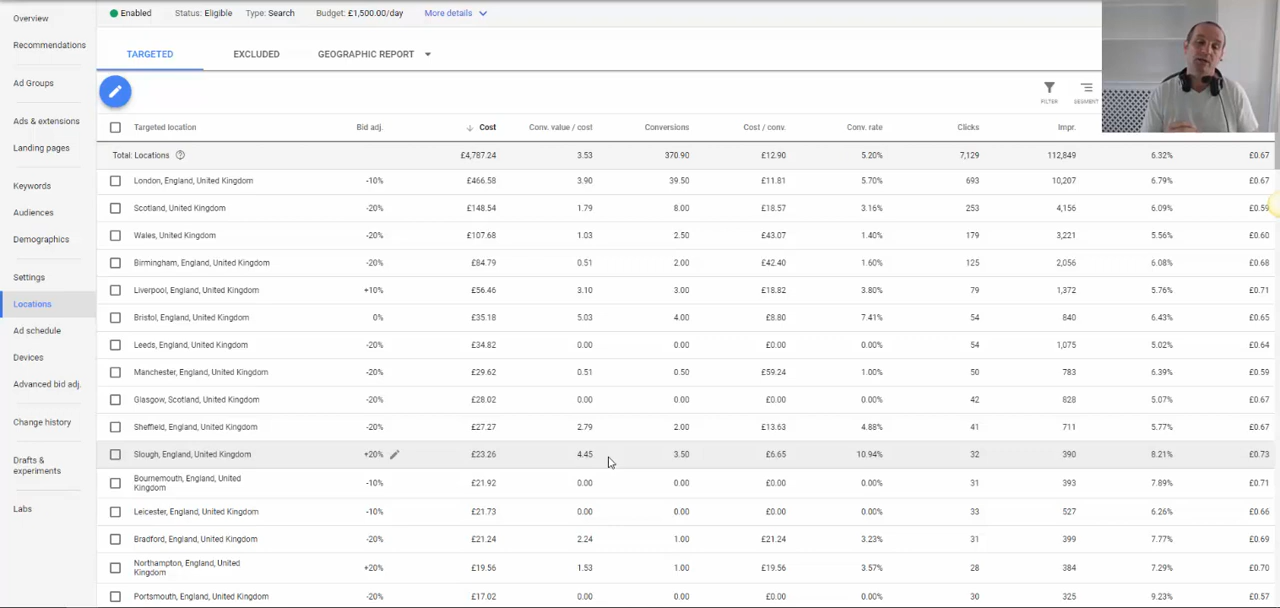 Overview
Enabled Status: Eligible Type: Search Budget: £1,500.00/day More details
Recommendations
TARGETED EXCLUDED GEOGRAPHIC REPORT
Ad Groups
FILTER SEGMENT
Ads & extensions
Landing pages
Keywords
Audiences
Demographics
Settings
Locations
Ad schedule
Devices
Advanced bid adj.
Change history
Drafts &
experiments
Labs
Targeted location Bid adj. Cost Conv. value / cost Conversions Cost / conv. Conv. rate Clicks Impr.
Total: Locations £4,787.24 3.53 370.90 £12.90 5.20% 7,129 112,849 6.32% £0.67
London, England, United Kingdom -10% £466.58 3.90 39.50 £11.81 5.70% 693 10,207 6.79% £0.67
Scotland, United Kingdom -20% £148.54 1.79 8.00 £18.57 3.16% 253 4,156 6.09% £0.59
Wales, United Kingdom -20% £107.68 1.03 2.50 £43.07 1.40% 179 3,221 5.56% £0.60
Birmingham, England, United Kingdom -20% £84.79 0.51 2.00 £42.40 1.60% 125 2,056 6.08% £0.68
Liverpool, England, United Kingdom +10% £56.46 3.10 3.00 £18.82 3.80% 79 1,372 5.76% £0.71
Bristol, England, United Kingdom 0% £35.18 5.03 4.00 £8.80 7.41% 54 840 6.43% £0.65
Leeds, England, United Kingdom -20% £34.82 0.00 0.00 £0.00 0.00% 54 1,075 5.02% £0.64
Manchester, England, United Kingdom -20% £29.62 0.51 0.50 £59.24 1.00% 50 783 6.39% £0.59
Glasgow, Scotland, United Kingdom -20% £28.02 0.00 0.00 £0.00 0.00% 42 828 5.07% £0.67
Sheffield, England, United Kingdom -20% £27.27 2.79 2.00 £13.63 4.88% 41 711 5.77% £0.67
Slough, England, United Kingdom +20% £23.26 4.45 3.50 £6.65 10.94% 32 390 8.21% £0.73
Bournemouth, England, United
Kingdom -10% £21.92 0.00 0.00 £0.00 0.00% 31 393 7.89% £0.71
Leicester, England, United Kingdom -10% £21.73 0.00 0.00 £0.00 0.00% 33 527 6.26% £0.66
Bradford, England, United Kingdom -20% £21.24 2.24 1.00 £21.24 3.23% 31 399 7.77% £0.69
Northampton, England, United
Kingdom +20% £19.56 1.53 1.00 £19.56 3.57% 28 384 7.29% £0.70
Portsmouth, England, United Kingdom -20% £17.02 0.00 0.00 £0.00 0.00% 30 325 9.23% £0.57